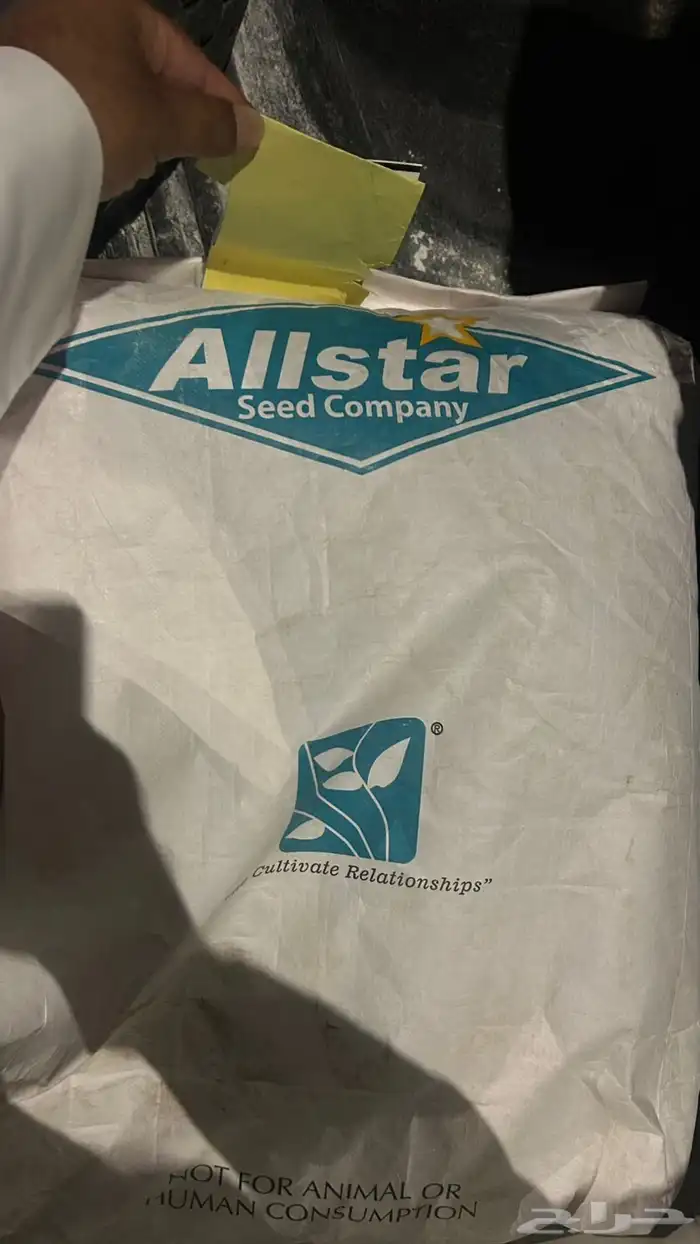 Allstar
Seed Company
®
Cultivate Relationships”
NOT FOR ANIMAL OR
HUMAN CONSUMPTION
حراج